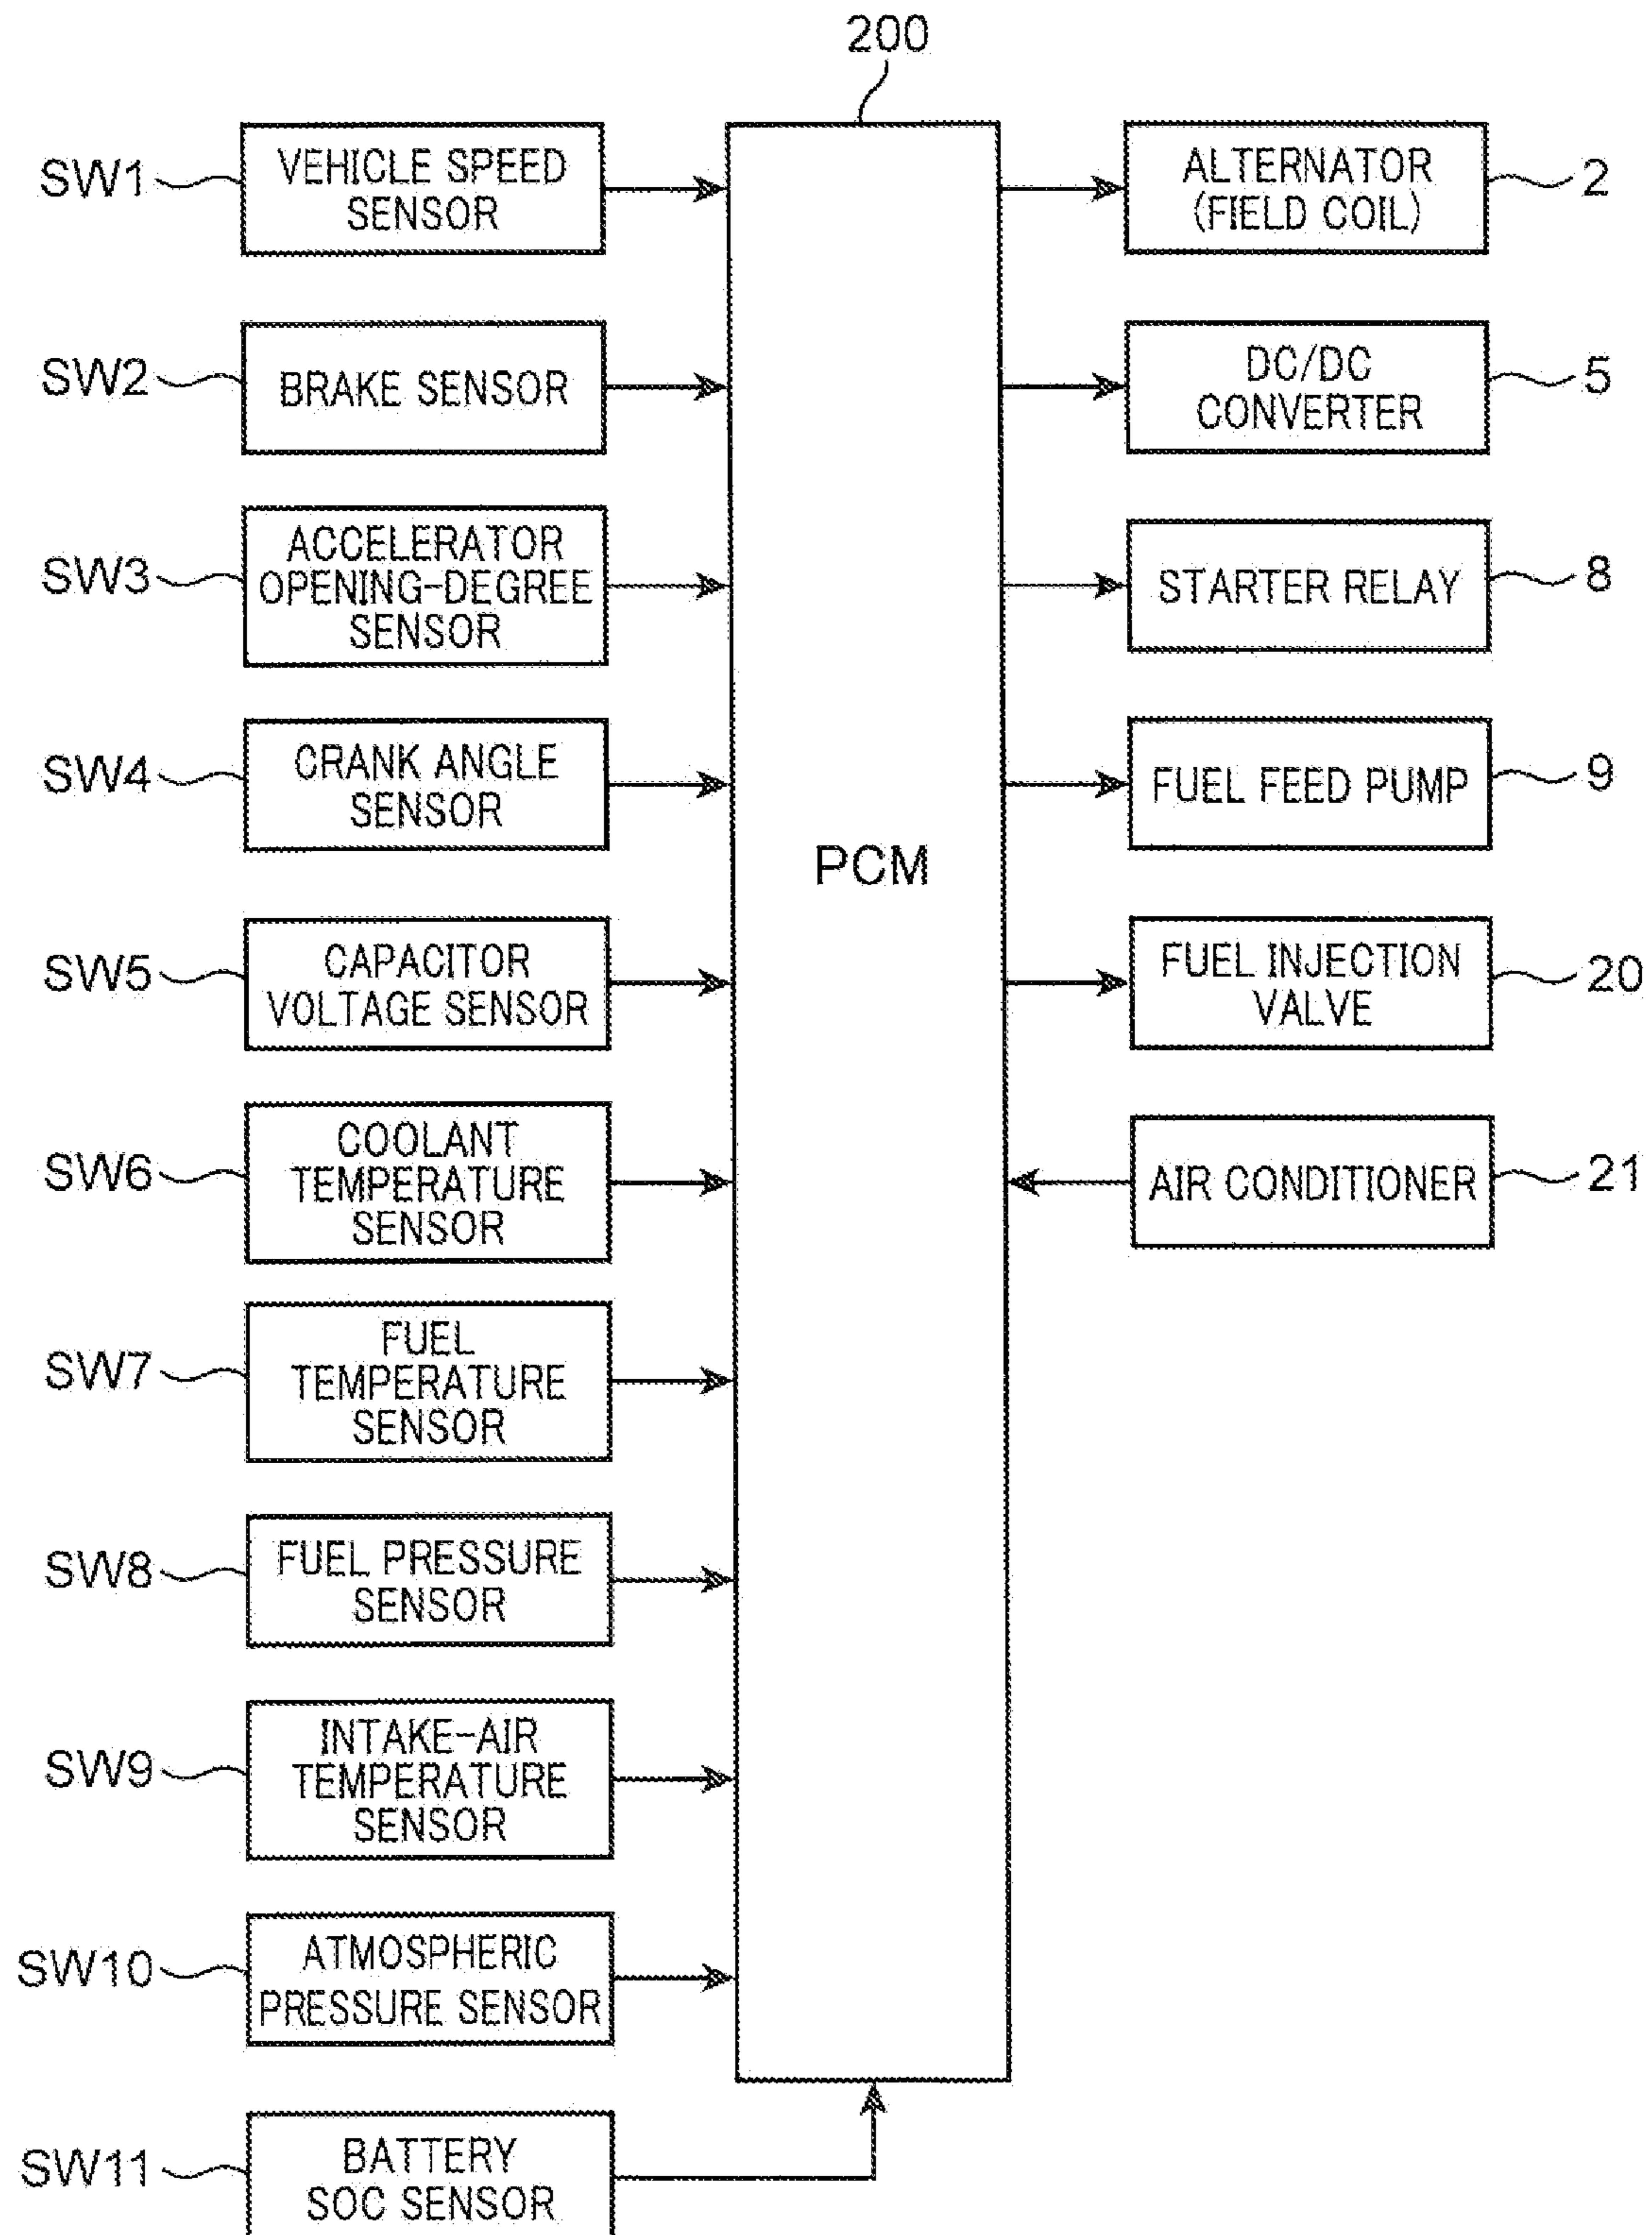 200
SW1
VEHICLE SPEED
SENSOR
ALTERNATOR
(FIELD COIL)
2
SW2
BRAKE SENSOR
DC/DC
CONVERTER
5
SW3
ACCELERATOR
OPENING-DEGREE
SENSOR
STARTER RELAY
8
SW4
CRANK ANGLE
SENSOR
FUEL FEED PUMP
9
PCM
SW5
CAPACITOR
VOLTAGE SENSOR
FUEL INJECTION
VALVE
20
SW6
COOLANT
TEMPERATURE
SENSOR
AIR CONDITIONER
21
SW7
FUEL
TEMPERATURE
SENSOR
SW8
FUEL PRESSURE
SENSOR
SW9
INTAKE-AIR
TEMPERATURE
SENSOR
SW10
ATMOSPHERIC
PRESSURE SENSOR
SW11
BATTERY
SOC SENSOR